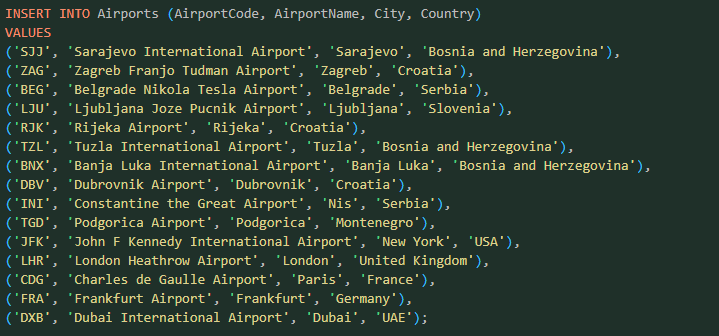 INSERT INTO Airports (AirportCode, AirportName, City, Country)
VALUES
('SJJ', 'Sarajevo International Airport', 'Sarajevo', 'Bosnia and Herzegovina'),
('ZAG', 'Zagreb Franjo Tudman Airport', 'Zagreb', 'Croatia'),
('BEG', 'Belgrade Nikola Tesla Airport', 'Belgrade', 'Serbia'),
('LJU', 'Ljubljana Joze Pucnik Airport', 'Ljubljana', 'Slovenia'),
('RJK', 'Rijeka Airport', 'Rijeka', 'Croatia'),
('TZL', 'Tuzla International Airport', 'Tuzla', 'Bosnia and Herzegovina'),
('BNX', 'Banja Luka International Airport', 'Banja Luka', 'Bosnia and Herzegovina'),
('DBV', 'Dubrovnik Airport', 'Dubrovnik', 'Croatia'),
('INI', 'Constantine the Great Airport', 'Nis', 'Serbia'),
('TGD', 'Podgorica Airport', 'Podgorica', 'Montenegro'),
('JFK', 'John F Kennedy International Airport', 'New York', 'USA'),
('LHR', 'London Heathrow Airport', 'London', 'United Kingdom'),
('CDG', 'Charles de Gaulle Airport', 'Paris', 'France'),
('FRA', 'Frankfurt Airport', 'Frankfurt', 'Germany'),
('DXB', 'Dubai International Airport', 'Dubai', 'UAE');